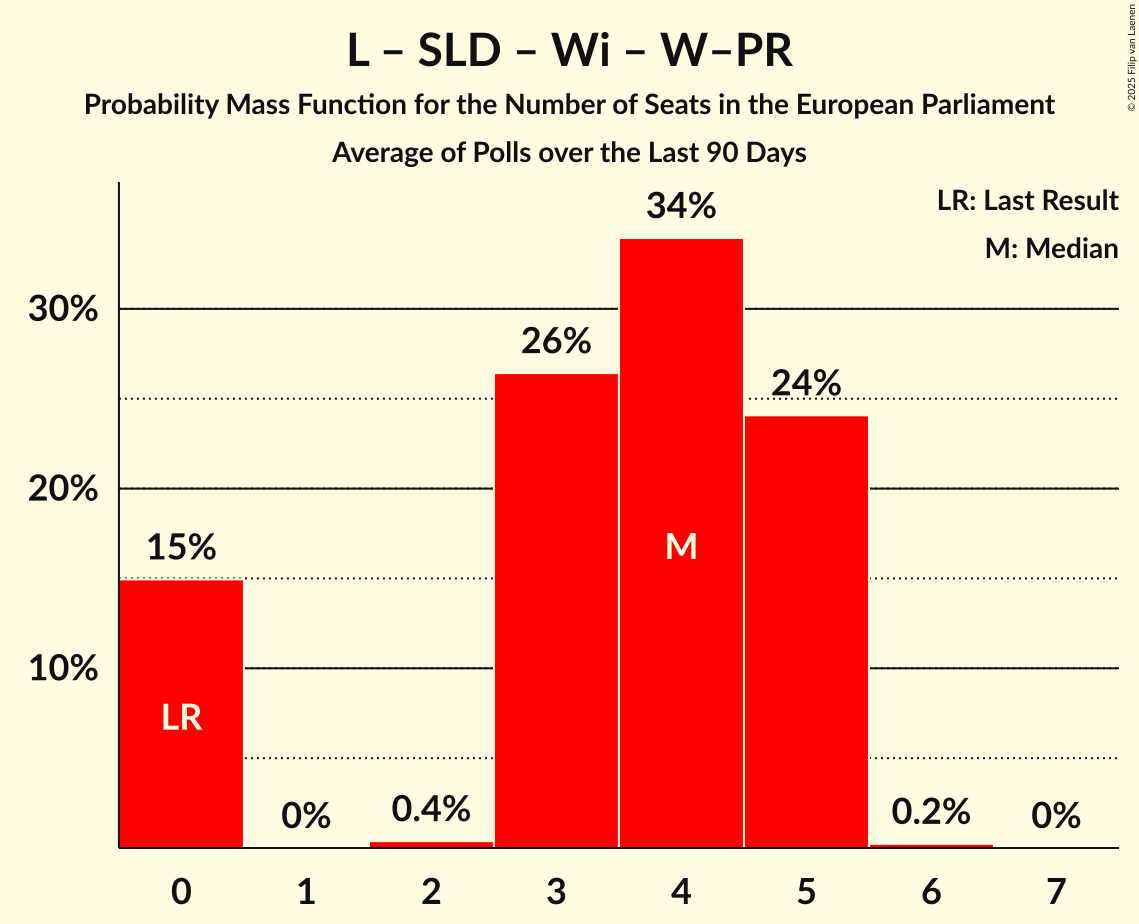 L – SLD – Wi – W–PR
Probability Mass Function for the Number of Seats in the European Parliament
Average of Polls over the Last 90 Days
© 2025 Filip van Laenen
LR: Last Result
M: Median
34%
30%
26%
24%
20%
15%
M
10%
LR
0%
0.4%
0.2%
0%
0 1 2 3 4 5 6 7